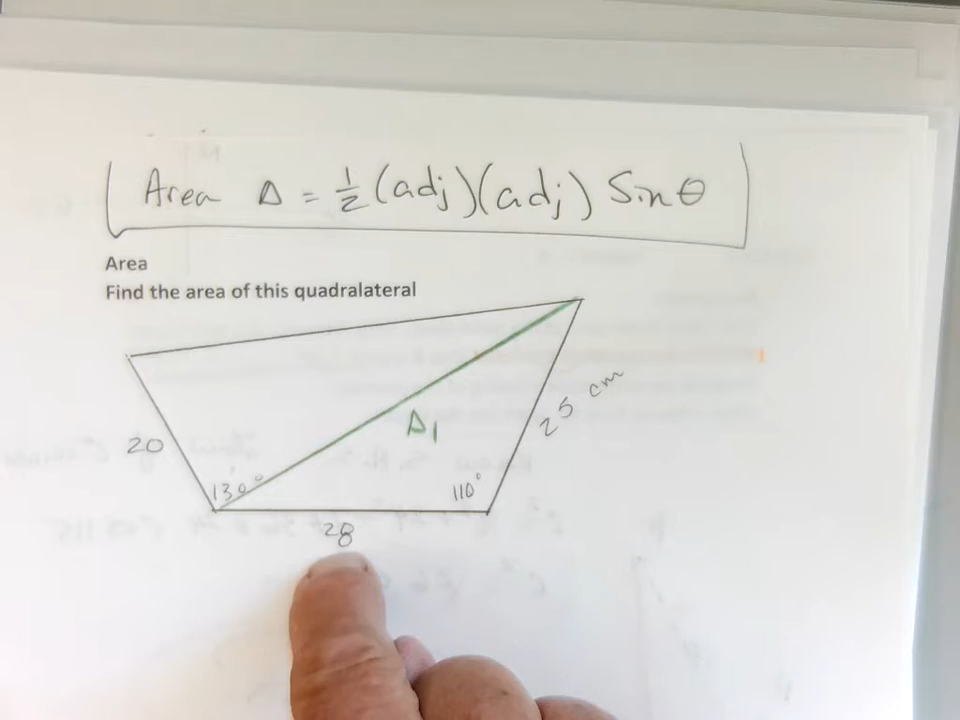 Area Δ = ½ (adj)(adj) Sin θ
Area
Find the area of this quadralateral
25 cm
Δ1
20
130°
110°
28